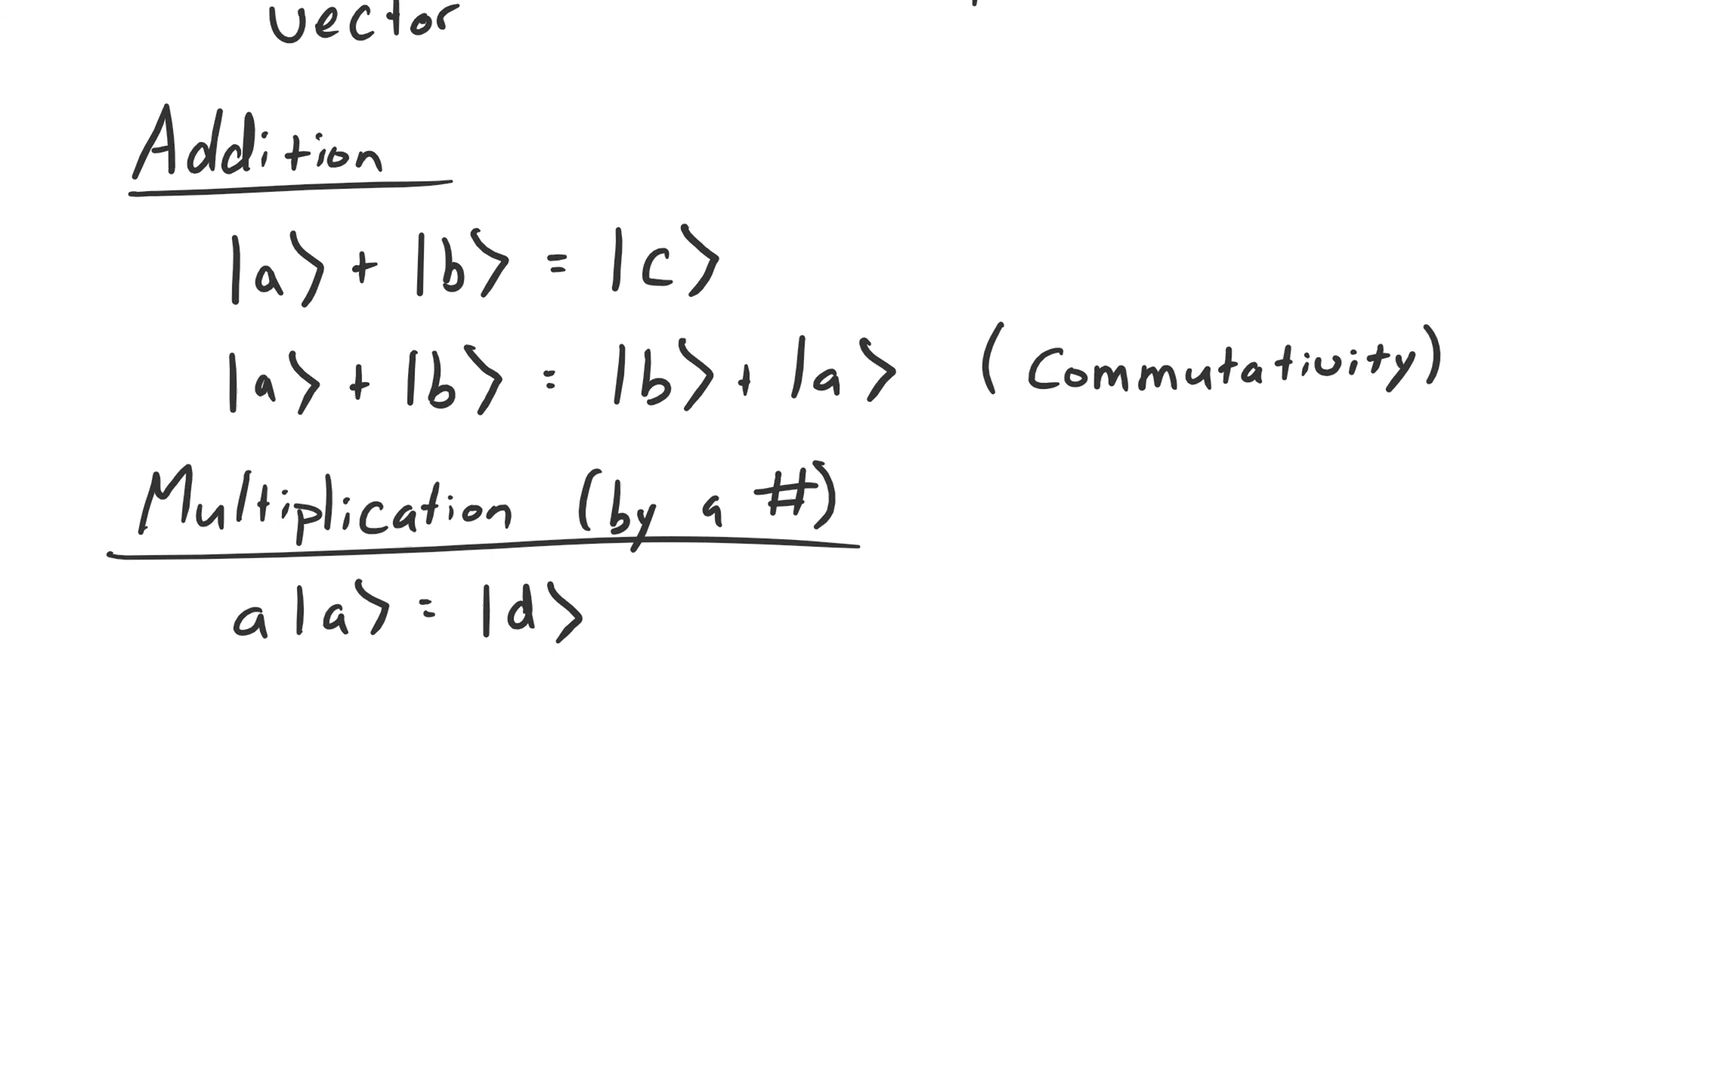 vector
Addition
|a⟩ + |b⟩ = |c⟩
|a⟩ + |b⟩ = |b⟩ + |a⟩ (Commutativity)
Multiplication (by a #)
a|a⟩ = |d⟩